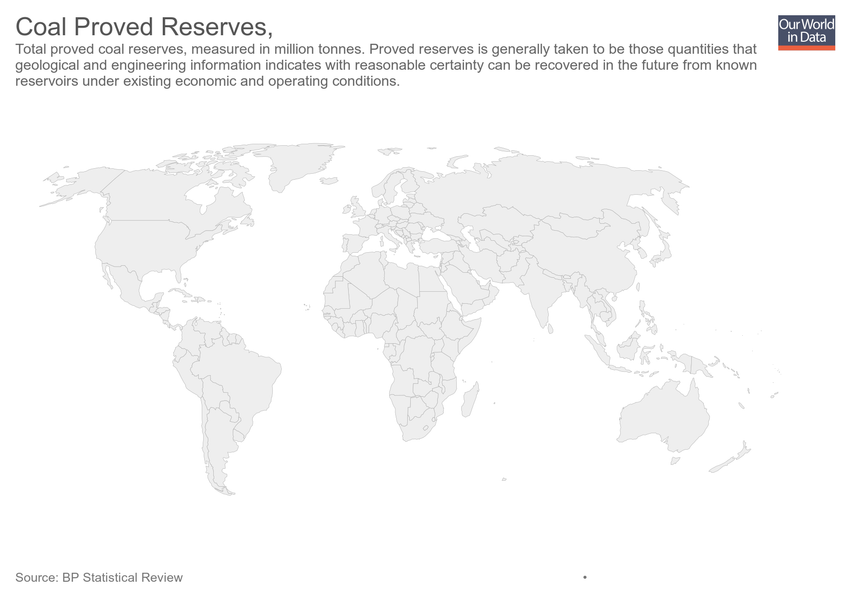 Coal Proved Reserves,
Our World
in Data
Total proved coal reserves, measured in million tonnes. Proved reserves is generally taken to be those quantities that
geological and engineering information indicates with reasonable certainty can be recovered in the future from known
reservoirs under existing economic and operating conditions.
Source: BP Statistical Review
•